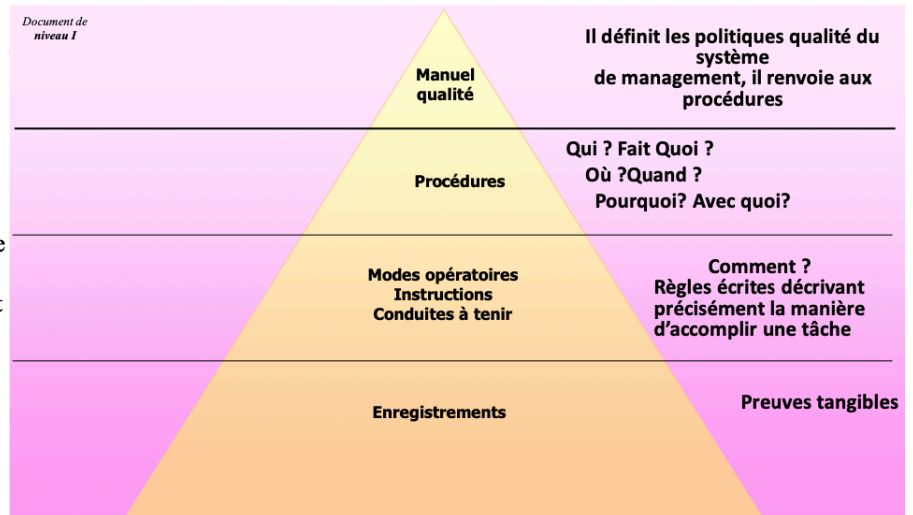 Document de
niveau I
Manuel
qualité
Il définit les politiques qualité du
système
de management, il renvoie aux
procédures
Procédures
Qui ? Fait Quoi ?
Où ?Quand ?
Pourquoi? Avec quoi?
e
t
Modes opératoires
Instructions
Conduites à tenir
Comment ?
Règles écrites décrivant
précisément la manière
d’accomplir une tâche
Enregistrements
Preuves tangibles